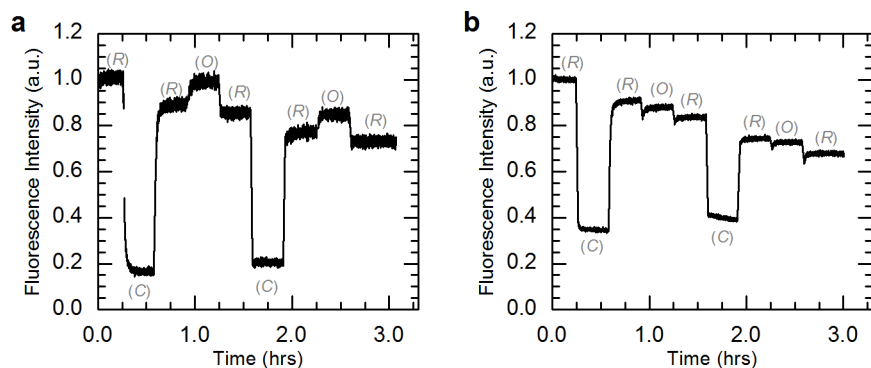 a
1.2
1.0
0.8
0.6
0.4
0.2
0.0
Fluorescence Intensity (a.u.)
(R)
(C)
(R)
(O)
(R)
(C)
(R)
(O)
(R)
0.0
1.0
2.0
3.0
Time (hrs)
b
1.2
1.0
0.8
0.6
0.4
0.2
0.0
Fluorescence Intensity (a.u.)
(R)
(C)
(R)
(O)
(R)
(C)
(R)
(O)
(R)
0.0
1.0
2.0
3.0
Time (hrs)